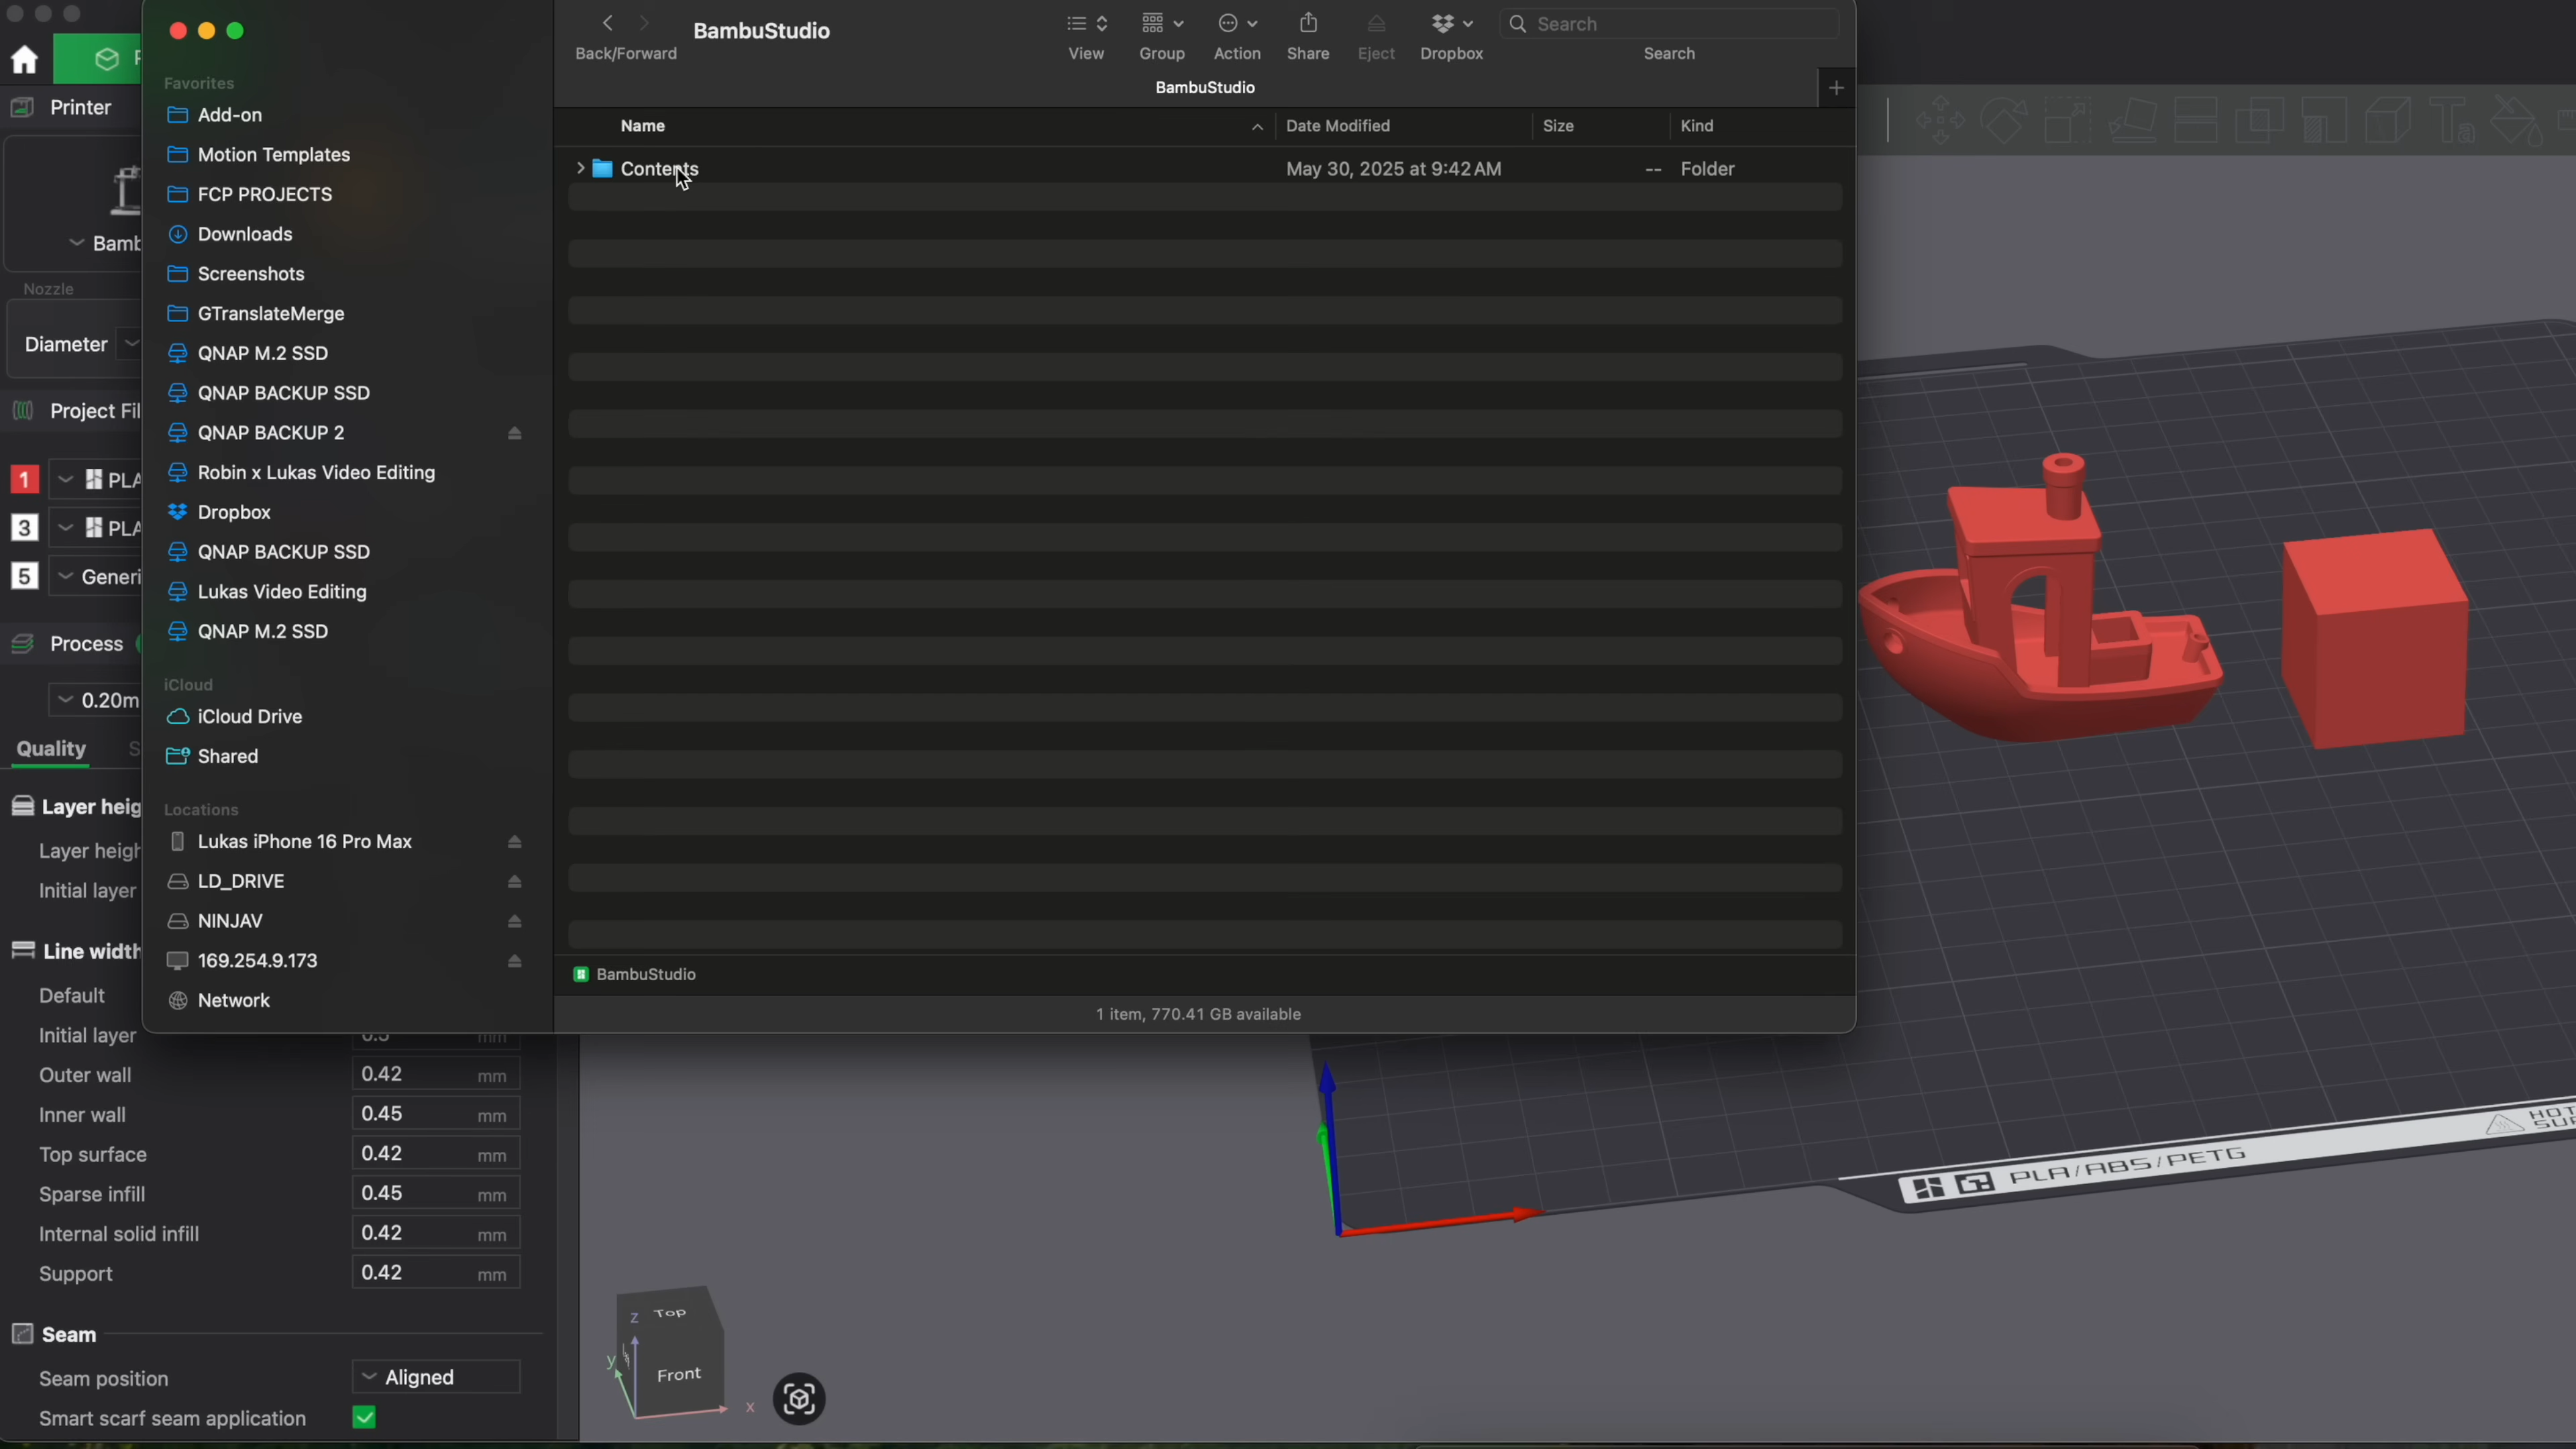 BambuStudio
Back/Forward
View
Group
Action
Share
Eject
Dropbox
Search
Search
BambuStudio
Name
Date Modified
Size
Kind
Contents
May 30, 2025 at 9:42 AM
--
Folder
Favorites
Add-on
Motion Templates
FCP PROJECTS
Downloads
Screenshots
GTranslateMerge
QNAP M.2 SSD
QNAP BACKUP SSD
QNAP BACKUP 2
Robin x Lukas Video Editing
Dropbox
QNAP BACKUP SSD
Lukas Video Editing
QNAP M.2 SSD
iCloud
iCloud Drive
Shared
Locations
Lukas iPhone 16 Pro Max
LD_DRIVE
NINJAV
169.254.9.173
Network
BambuStudio
1 item, 770.41 GB available
Printer
Bamb
Nozzle
Diameter
Project Fil
1 PLA
3 PLA
5 Generi
Process
0.20m
Quality
Layer heig
Layer heigh
Initial layer
Line width
Default
Initial layer
mm
Outer wall 0.42 mm
Inner wall 0.45 mm
Top surface 0.42 mm
Sparse infill 0.45 mm
Internal solid infill 0.42 mm
Support 0.42 mm
Seam
Seam position Aligned
Smart scarf seam application
Top
Front
z
y
x
PLA/ABS/PETG
HOT
SUR